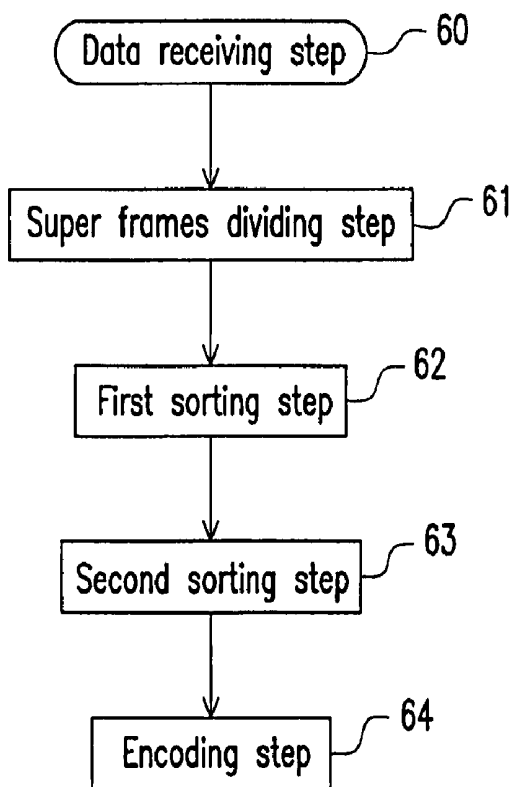 Data receiving step 60
Super frames dividing step 61
First sorting step 62
Second sorting step 63
Encoding step 64